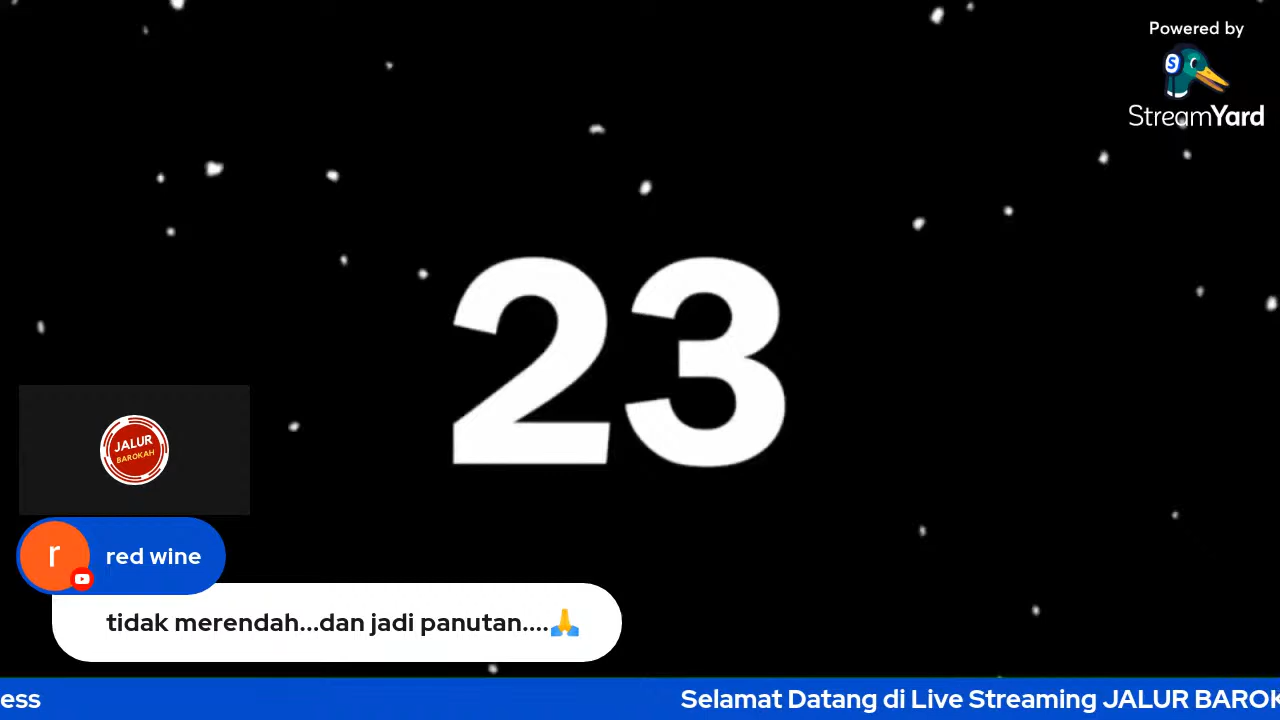 Powered by
StreamYard
23
JALUR
BAROKAH
r
red wine
tidak merendah...dan jadi panutan....🙏
ess
Selamat Datang di Live Streaming JALUR BAROK